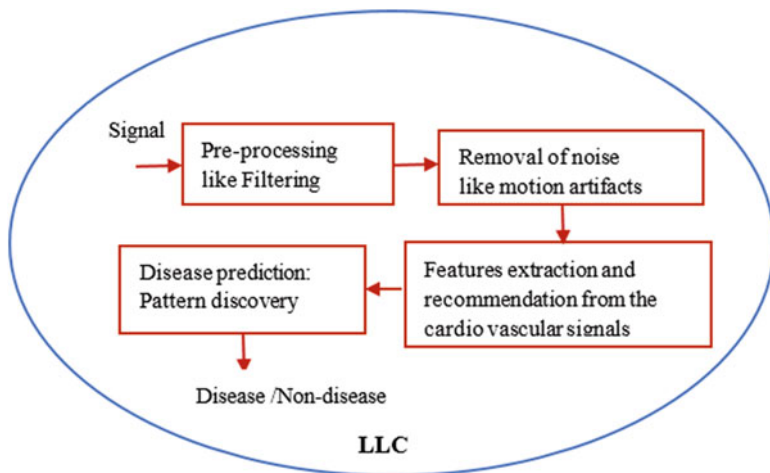 Signal
Pre-processing
like Filtering
Removal of noise
like motion artifacts
Features extraction and
recommendation from the
cardio vascular signals
Disease prediction:
Pattern discovery
Disease /Non-disease
LLC